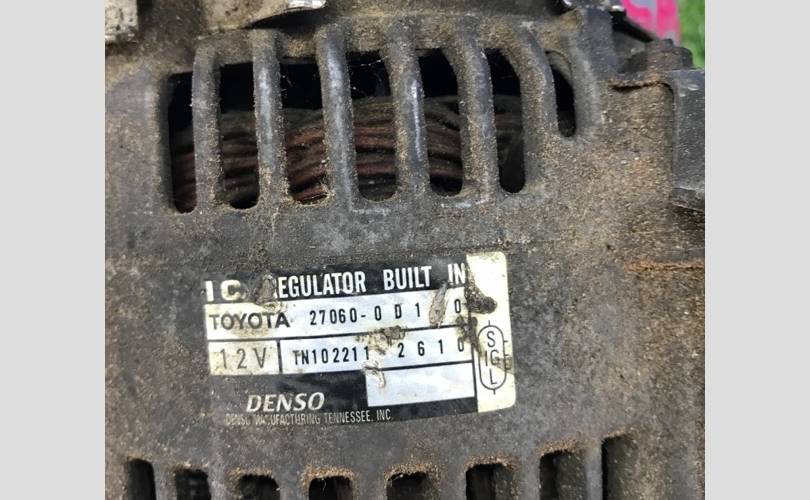 IC REGULATOR BUILT IN
TOYOTA 27060-0D1 0
12V TN102211 2610
S
IG
L
DENSO
DENSO MANUFACTURING TENNESSEE, INC.